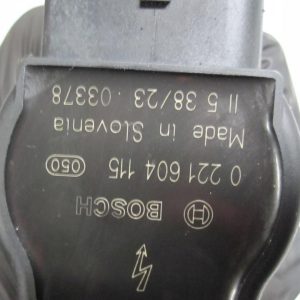 BOSCH
0 221 604 115 050
Made in Slovenia
II 5 38/23 · 03378